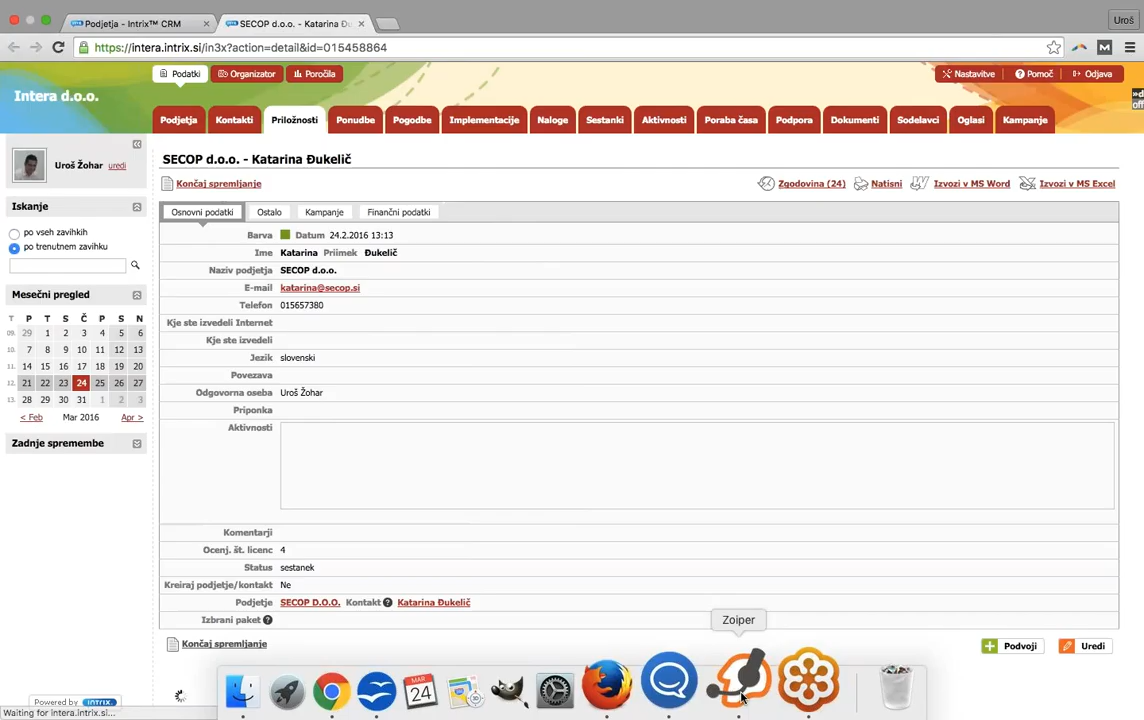 Podjetja - Intrix™ CRM
SECOP d.o.o. - Katarina Đu
Uroš
https://intera.intrix.si/in3x?action=detail&id=015458864
Podatki
Organizator
Poročila
Nastavitve
Pomoč
Odjava
Intera d.o.o.
Podjetja
Kontakti
Priložnosti
Ponudbe
Pogodbe
Implementacije
Naloge
Sestanki
Aktivnosti
Poraba časa
Podpora
Dokumenti
Sodelavci
Oglasi
Kampanje
Uroš Žohar uredi
SECOP d.o.o. - Katarina Đukelič
Končaj spremljanje
Zgodovina (24)
Natisni
Izvozi v MS Word
Izvozi v MS Excel
Iskanje
po vseh zavihkih
po trenutnem zavihku
Osnovni podatki
Ostalo
Kampanje
Finančni podatki
Barva Datum 24.2.2016 13:13
Ime Katarina Priimek Đukelič
Naziv podjetja SECOP d.o.o.
E-mail katarina@secop.si
Telefon 015657380
Kje ste izvedeli Internet
Kje ste izvedeli
Jezik slovenski
Povezava
Odgovorna oseba Uroš Žohar
Priponka
Aktivnosti
Komentarji
Ocenj. št. licenc 4
Status sestanek
Kreiraj podjetje/kontakt Ne
Podjetje SECOP D.O.O. Kontakt Katarina Đukelič
Izbrani paket
Mesečni pregled
T P T S Č P S N
09. 29 1 2 3 4 5 6
10. 7 8 9 10 11 12 13
11. 14 15 16 17 18 19 20
12. 21 22 23 24 25 26 27
13. 28 29 30 31 1 2 3
< Feb Mar 2016 Apr >
Zadnje spremembe
Končaj spremljanje
Podvoji
Uredi
Zoiper
MAR
24
Powered by INTRIX
Waiting for intera.intrix.si...